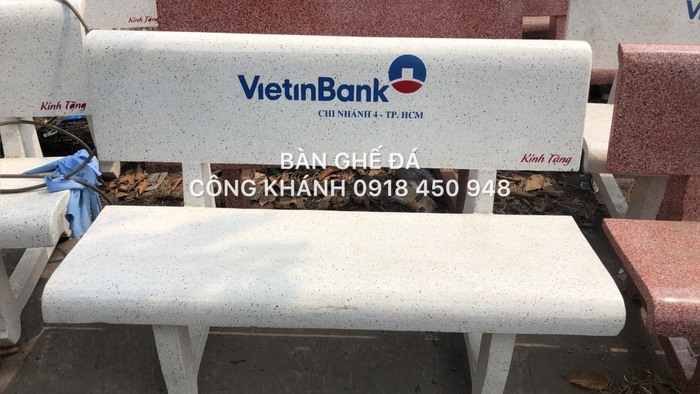 VietinBank
CHI NHÁNH 4 - TP. HCM
Kính Tặng
Kính Tặng
BÀN GHẾ ĐÁ
CÔNG KHÁNH 0918 450 948